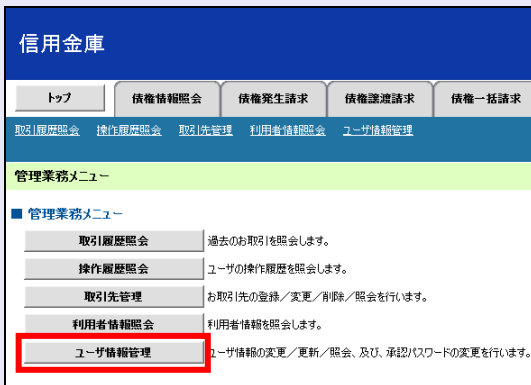 信用金庫
トップ 債権情報照会 債権発生請求 債権譲渡請求 債権一括請求
取引履歴照会 操作履歴照会 取引先管理 利用者情報照会 ユーザ情報管理
管理業務メニュー
■ 管理業務メニュー
取引履歴照会 過去のお取引を照会します。
操作履歴照会 ユーザの操作履歴を照会します。
取引先管理 お取引先の登録／変更／削除／照会を行います。
利用者情報照会 利用者情報を照会します。
ユーザ情報管理 ユーザ情報の変更／更新／照会、及び、承認パスワードの変更を行います。